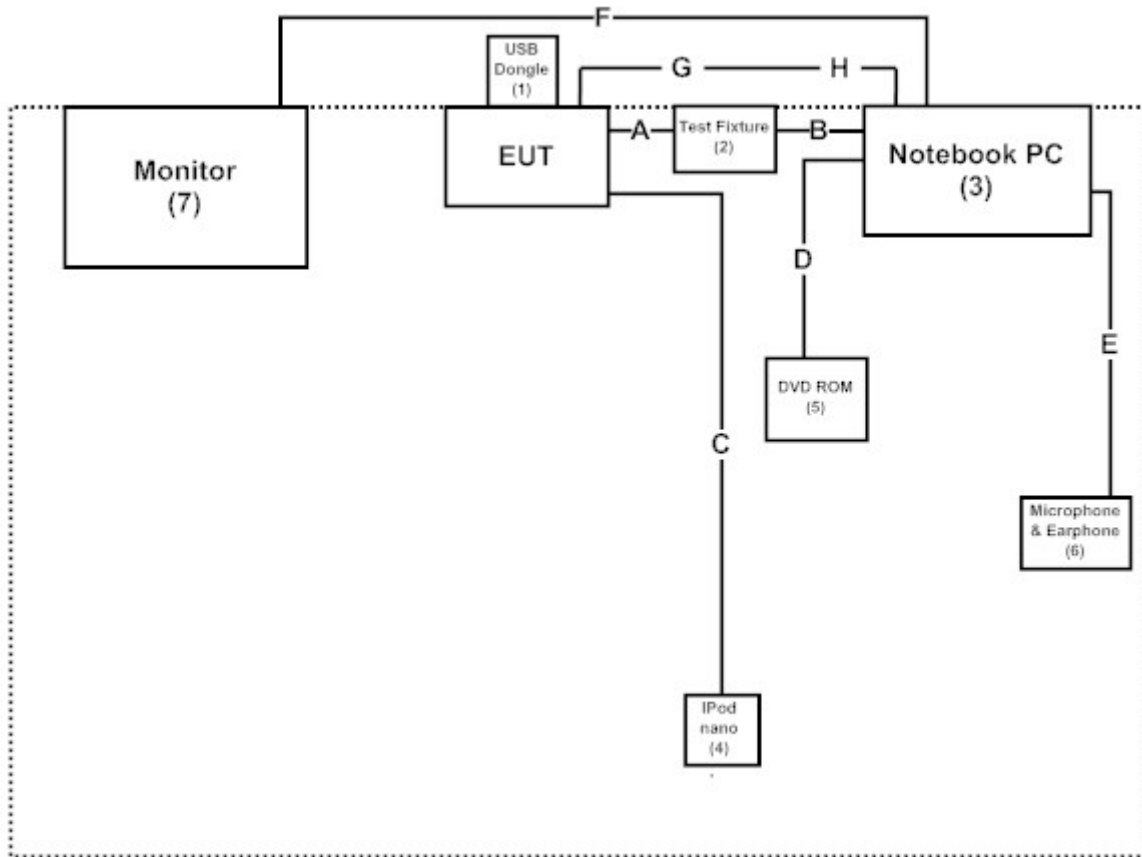 F
USB
Dongle
(1)
G
H
Monitor
(7)
EUT
A
Test Fixture
(2)
B
Notebook PC
(3)
D
E
DVD ROM
(5)
C
Microphone
& Earphone
(6)
IPod
nano
(4)